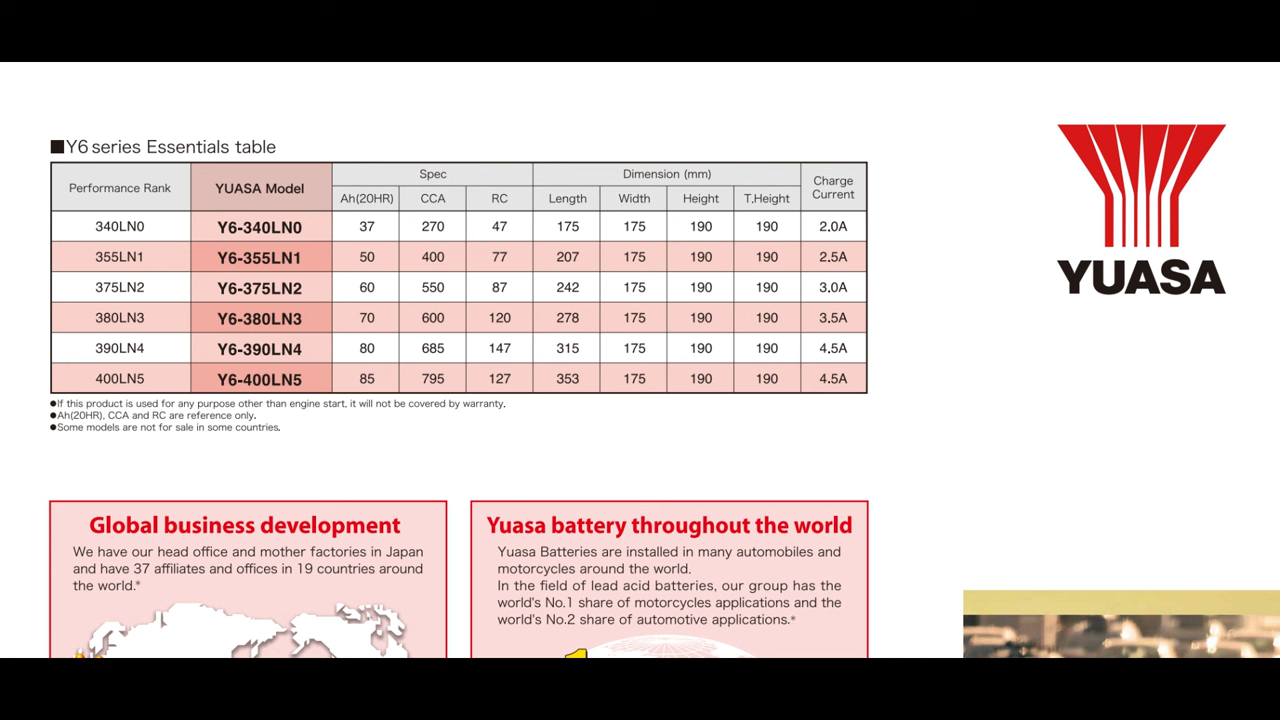 ■Y6 series Essentials table
Performance Rank YUASA Model Spec Dimension (mm) Charge Current
Ah(20HR) CCA RC Length Width Height T.Height
340LN0 Y6-340LN0 37 270 47 175 175 190 190 2.0A
355LN1 Y6-355LN1 50 400 77 207 175 190 190 2.5A
375LN2 Y6-375LN2 60 550 87 242 175 190 190 3.0A
380LN3 Y6-380LN3 70 600 120 278 175 190 190 3.5A
390LN4 Y6-390LN4 80 685 147 315 175 190 190 4.5A
400LN5 Y6-400LN5 85 795 127 353 175 190 190 4.5A
●If this product is used for any purpose other than engine start, it will not be covered by warranty.
●Ah(20HR), CCA and RC are reference only.
●Some models are not for sale in some countries.
YUASA
Global business development
We have our head office and mother factories in Japan
and have 37 affiliates and offices in 19 countries around
the world.*
Yuasa battery throughout the world
Yuasa Batteries are installed in many automobiles and
motorcycles around the world.
In the field of lead acid batteries, our group has the
world's No.1 share of motorcycles applications and the
world's No.2 share of automotive applications.*